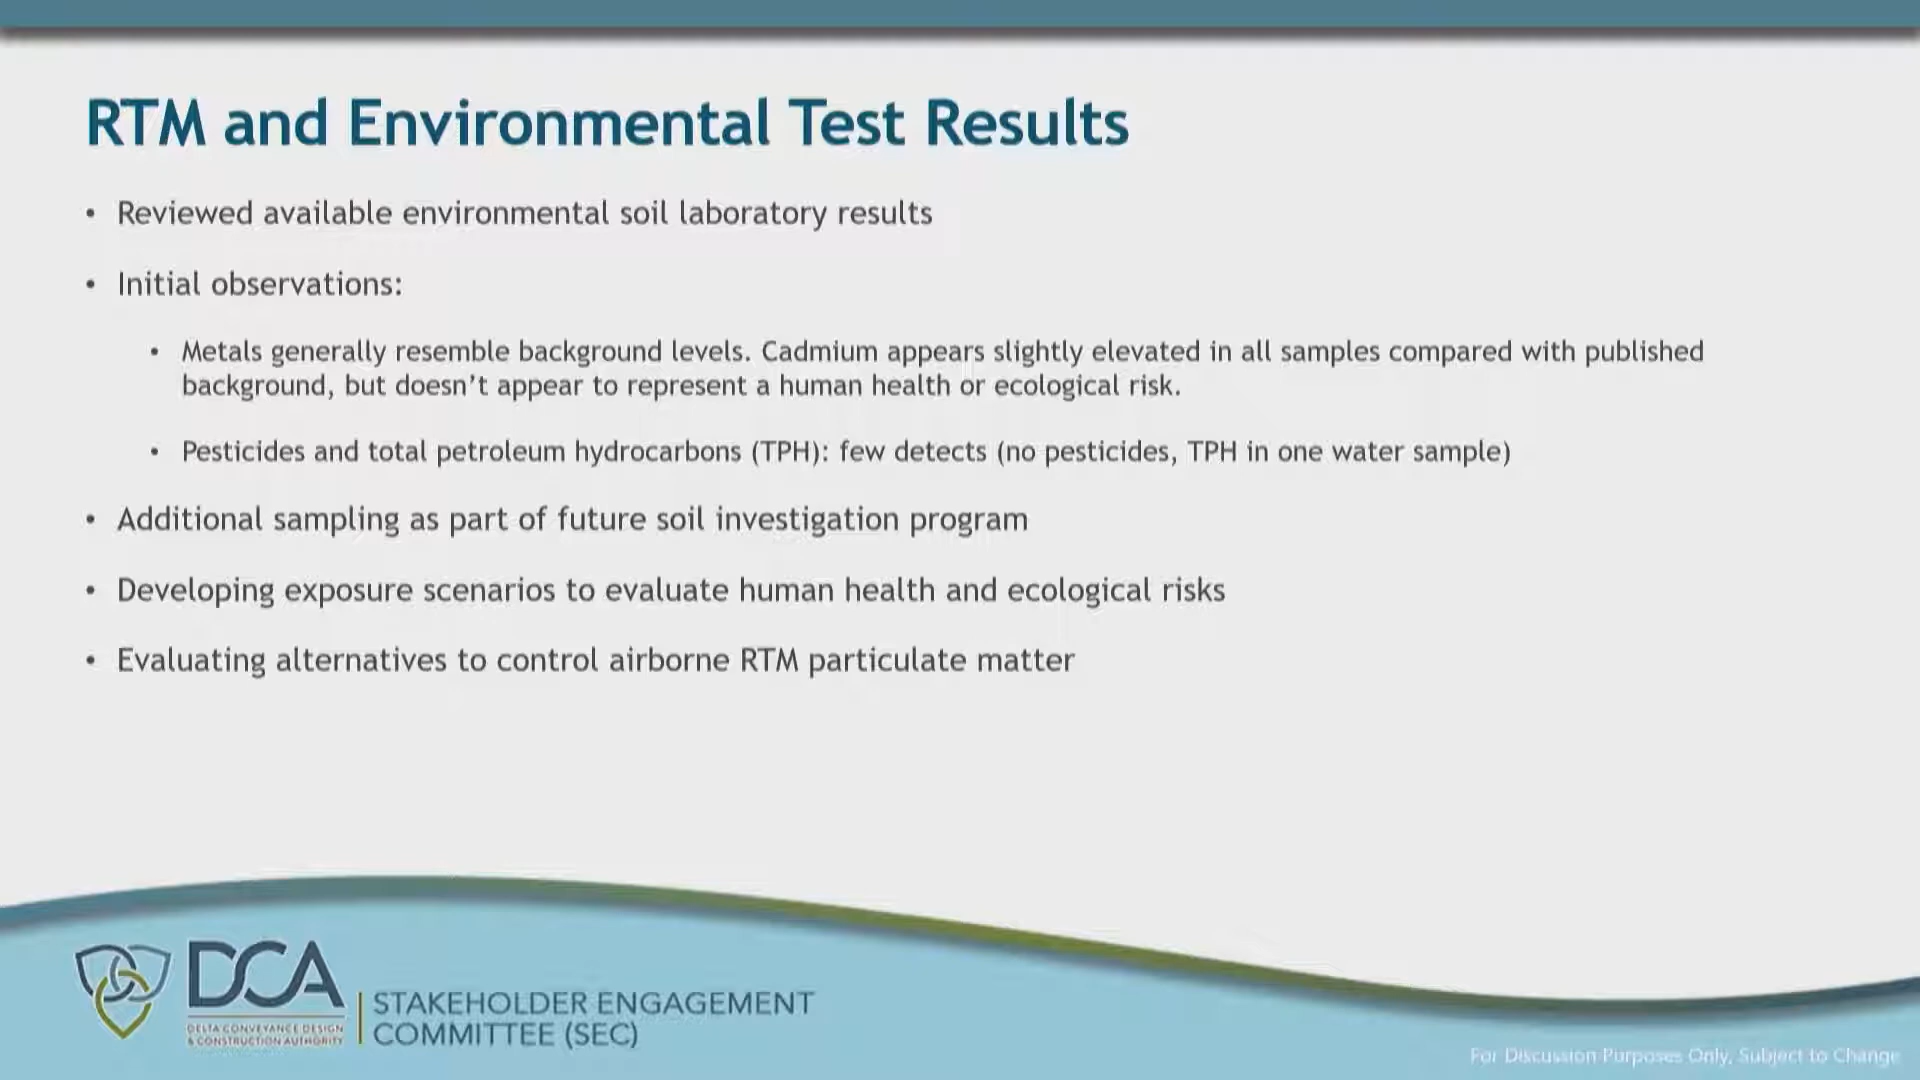 RTM and Environmental Test Results
• Reviewed available environmental soil laboratory results
• Initial observations:
• Metals generally resemble background levels. Cadmium appears slightly elevated in all samples compared with published
background, but doesn’t appear to represent a human health or ecological risk.
• Pesticides and total petroleum hydrocarbons (TPH): few detects (no pesticides, TPH in one water sample)
• Additional sampling as part of future soil investigation program
• Developing exposure scenarios to evaluate human health and ecological risks
• Evaluating alternatives to control airborne RTM particulate matter
DCA
DELTA CONVEYANCE DESIGN
& CONSTRUCTION AUTHORITY
STAKEHOLDER ENGAGEMENT
COMMITTEE (SEC)
For Discussion Purposes Only, Subject to Change